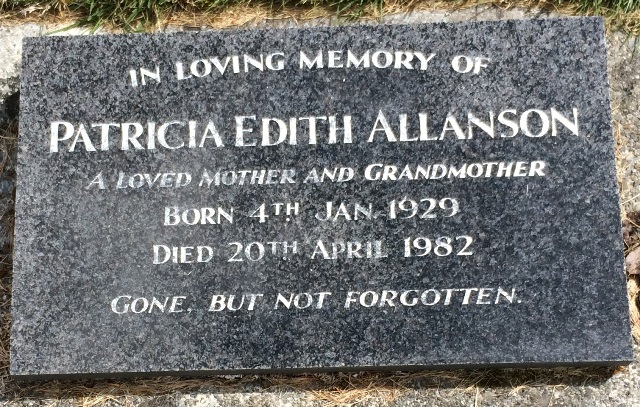 IN LOVING MEMORY OF
PATRICIA EDITH ALLANSON
A LOVED MOTHER AND GRANDMOTHER
BORN 4TH JAN 1929
DIED 20TH APRIL 1982
GONE, BUT NOT FORGOTTEN.